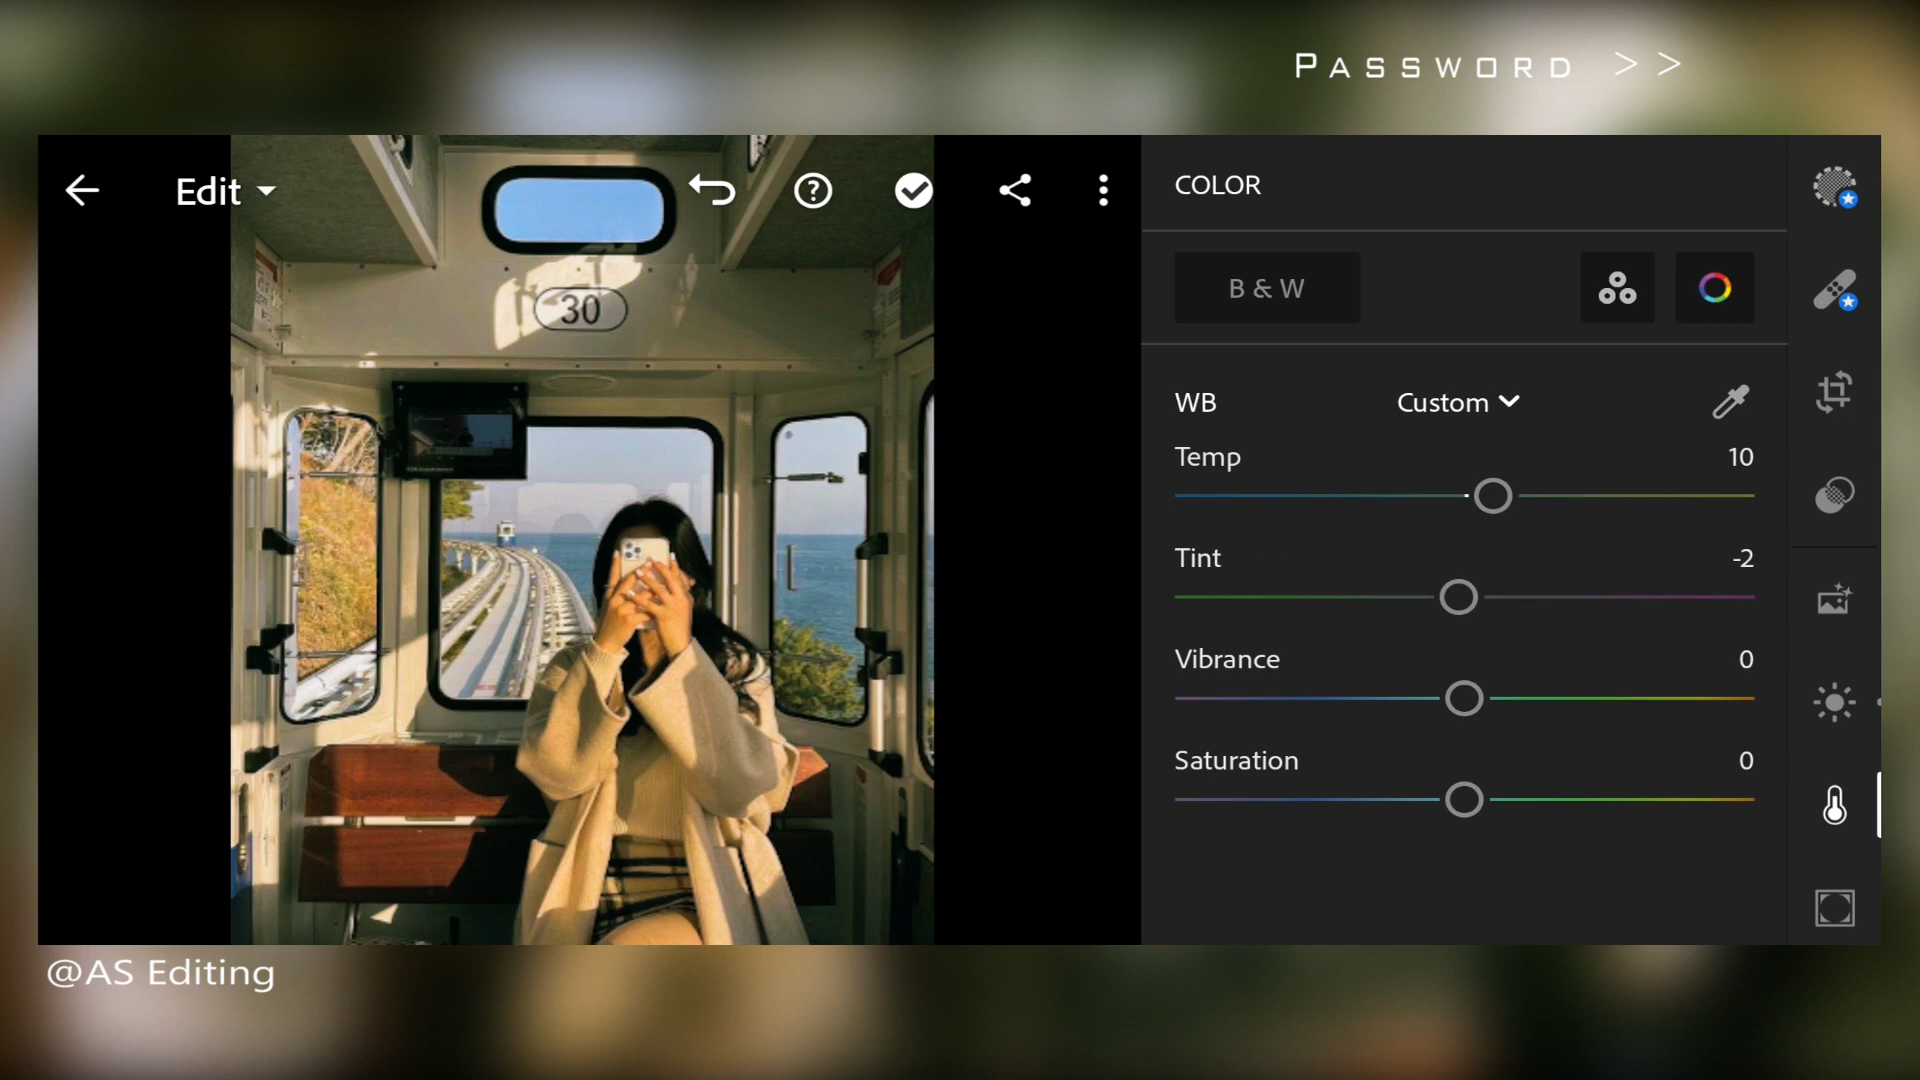 PASSWORD >>
Edit
COLOR
B & W
30
WB
Custom
Temp
10
Tint
-2
Vibrance
0
Saturation
0
@AS Editing